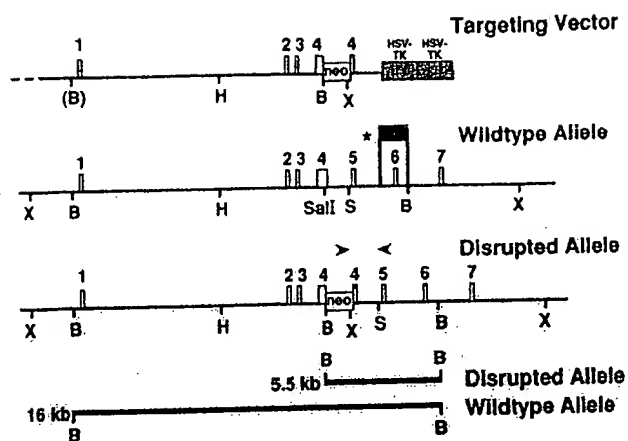 Targeting Vector
1 2 3 4 4 HSV-TK HSV-TK
neo
(B) H B X
* Wildtype Allele
1 2 3 4 5 6 7
X B H SalI S B X
Disrupted Allele
1 2 3 4 4 5 6 7
neo
X B H B X S B X
B B
5.5 kb Disrupted Allele
16 kb Wildtype Allele
B B